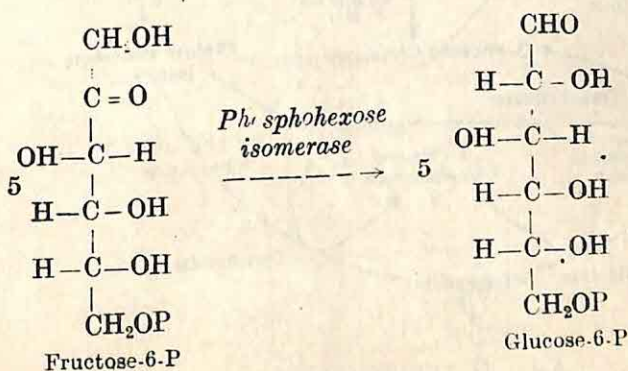 CH2OH
C = O
OH—C—H
5
H—C—OH
H—C—OH
CH₂OP
Fructose-6-P
Ph sphohexose
isomerase
5
CHO
H—C—OH
OH—C—H
H—C—OH
H—C—OH
CH₂OP
Glucose-6-P